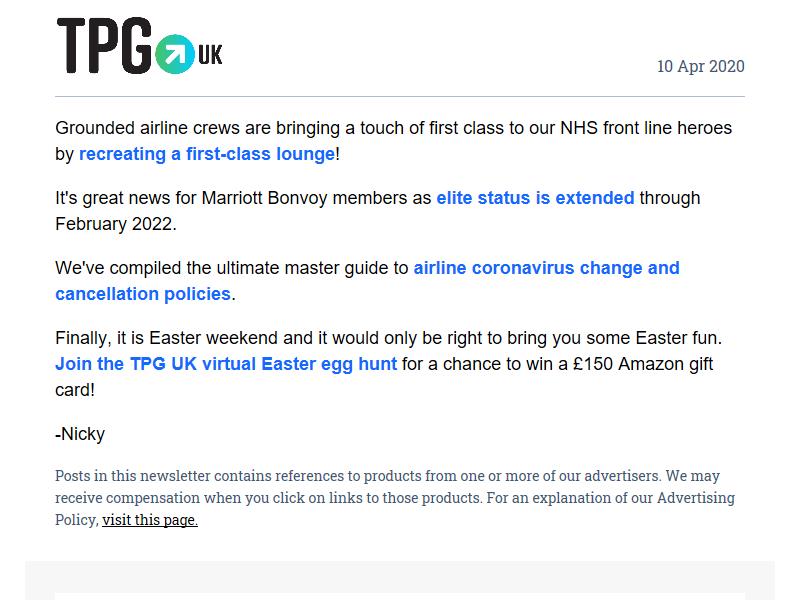 TPG UK
10 Apr 2020
Grounded airline crews are bringing a touch of first class to our NHS front line heroes
by recreating a first-class lounge!
It's great news for Marriott Bonvoy members as elite status is extended through
February 2022.
We've compiled the ultimate master guide to airline coronavirus change and
cancellation policies.
Finally, it is Easter weekend and it would only be right to bring you some Easter fun.
Join the TPG UK virtual Easter egg hunt for a chance to win a £150 Amazon gift
card!
-Nicky
Posts in this newsletter contains references to products from one or more of our advertisers. We may
receive compensation when you click on links to those products. For an explanation of our Advertising
Policy, visit this page.